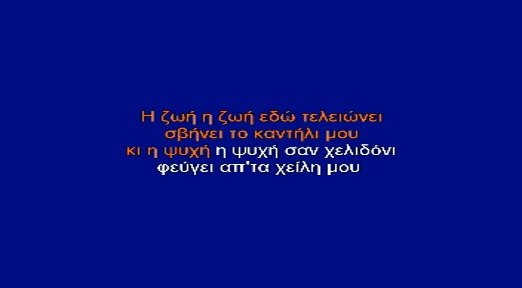 Η ζωή η ζωή εδώ τελειώνει
σβήνει το καντήλι μου
κι η ψυχή η ψυχή σαν χελιδόνι
φεύγει απ'τα χείλη μου